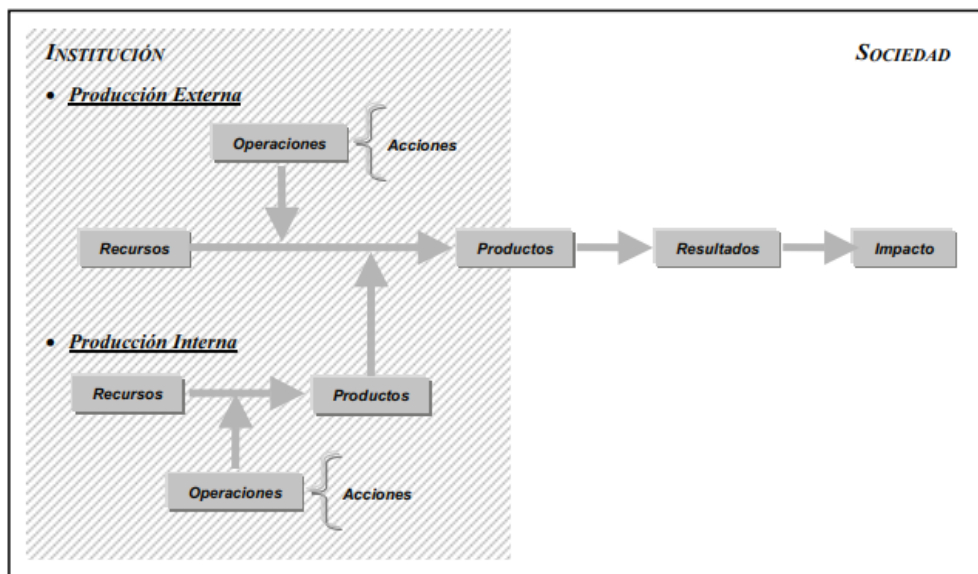 INSTITUCIÓN
SOCIEDAD
• Producción Externa
Operaciones
Acciones
Recursos
Productos
Resultados
Impacto
• Producción Interna
Recursos
Productos
Operaciones
Acciones